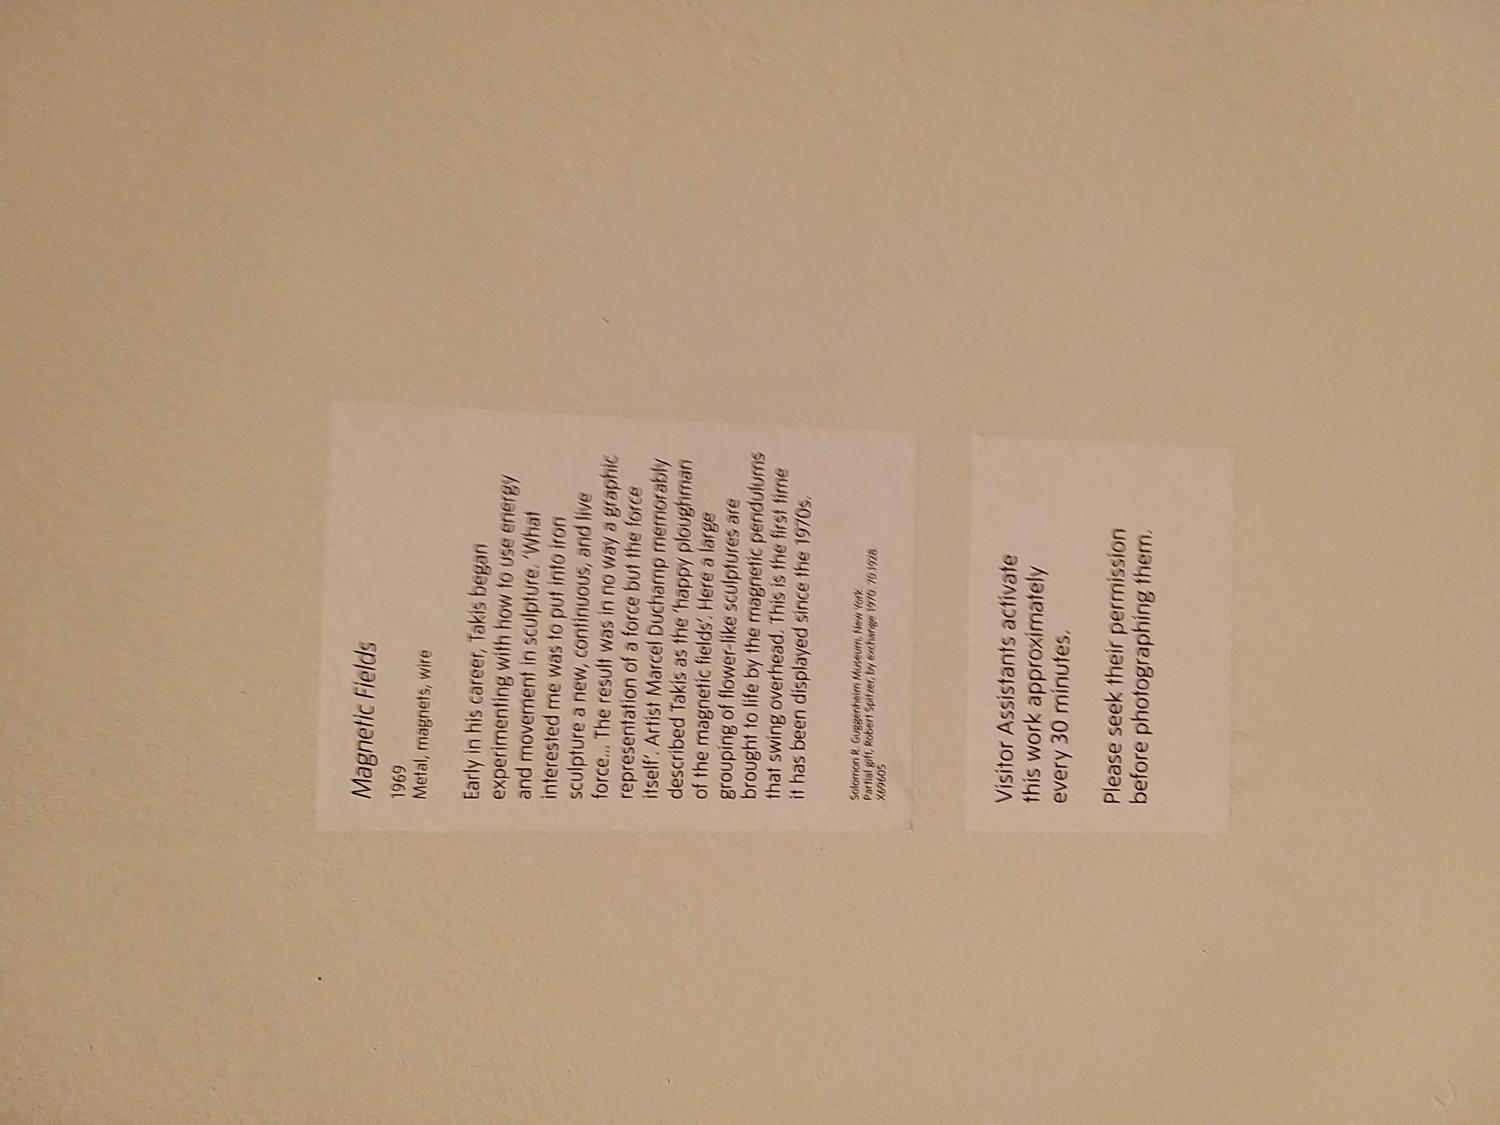 Magnetic Fields
1969
Metal, magnets, wire
Early in his career, Takis began
experimenting with how to use energy
and movement in sculpture. ‘What
interested me was to put into iron
sculpture a new, continuous, and live
force... The result was in no way a graphic
representation of a force but the force
itself’. Artist Marcel Duchamp memorably
described Takis as the ‘happy ploughman
of the magnetic fields’. Here a large
grouping of flower-like sculptures are
brought to life by the magnetic pendulums
that swing overhead. This is the first time
it has been displayed since the 1970s.
Solomon R. Guggenheim Museum, New York
Partial gift, Robert Spitzer, by exchange 1970 70.1928
X69605
Visitor Assistants activate
this work approximately
every 30 minutes.
Please seek their permission
before photographing them.